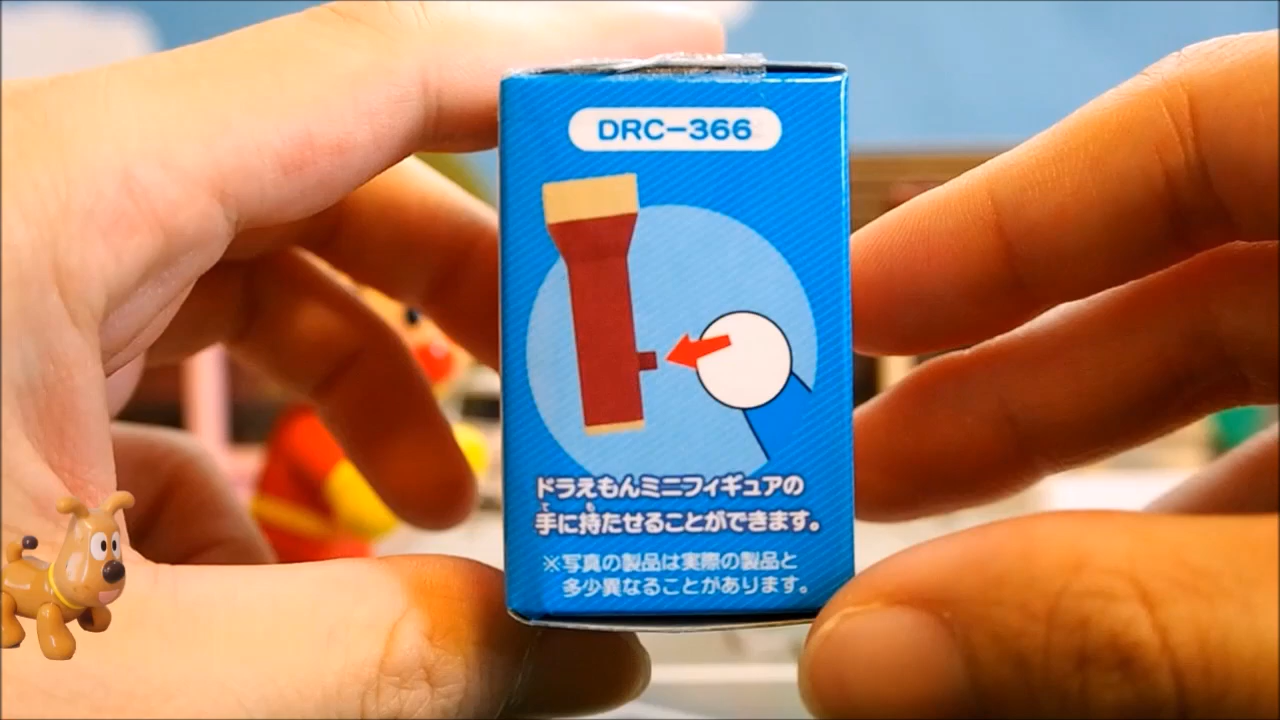 DRC-366
ドラえもんミニフィギュアの
手に持たせることができます。
※写真の製品は実際の製品と
多少異なることがあります。